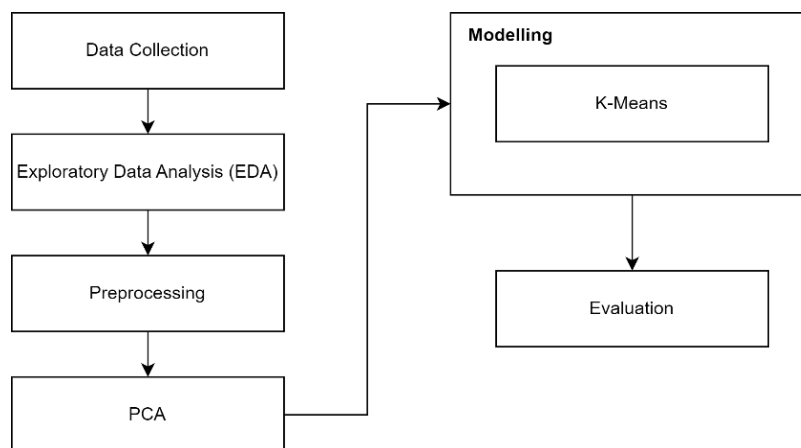 Data Collection
Exploratory Data Analysis (EDA)
Preprocessing
PCA
Modelling
K-Means
Evaluation